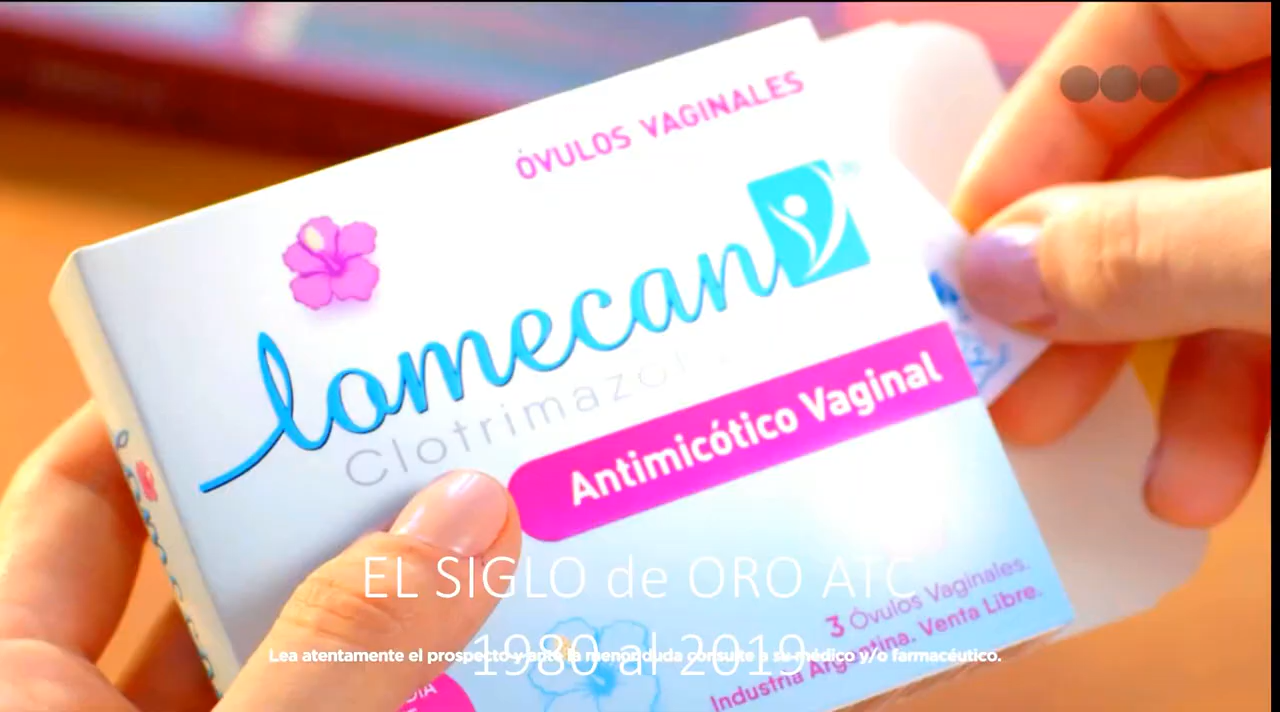 ÓVULOS VAGINALES
lomecan
Clotrimazol
Antimicótico Vaginal
EL SIGLO de ORO ATC
3 Óvulos Vaginales.
1980 al 2019
Lea atentamente el prospecto y ante la menor duda consulte a su médico y/o farmacéutico.
Industria Argentina. Venta Libre.